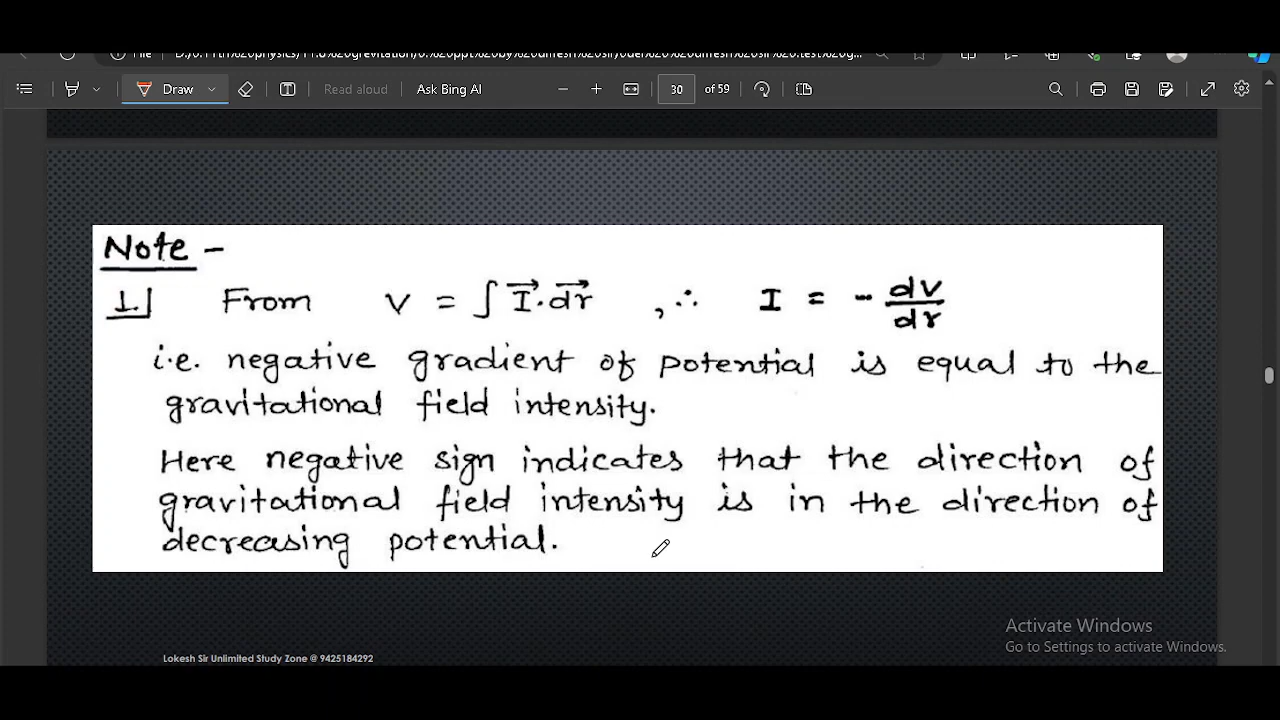 Draw
Read aloud
Ask Bing AI
30 of 59
Note -
1.] From V = ∫ I⃗.dr⃗ , ∴ I = - dv/dr
i.e. negative gradient of potential is equal to the
gravitational field intensity.
Here negative sign indicates that the direction of
gravitational field intensity is in the direction of
decreasing potential.
Activate Windows
Go to Settings to activate Windows.
Lokesh Sir Unlimited Study Zone @ 9425184292